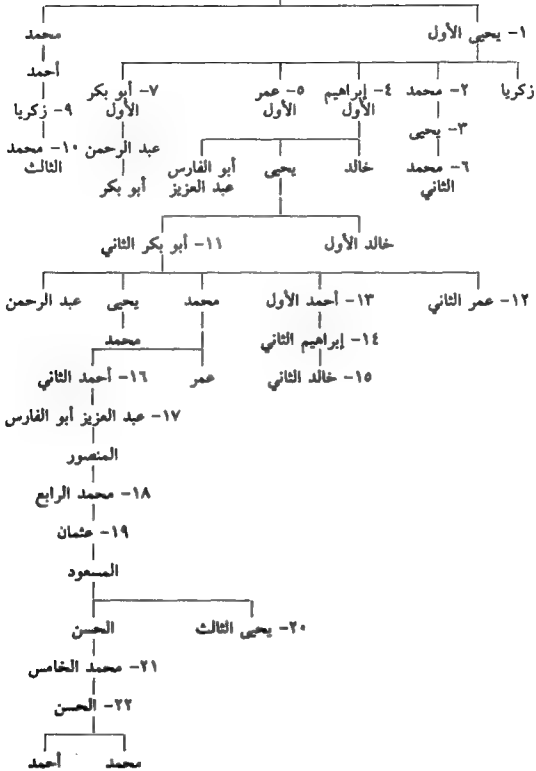 ١- يحيى الأول
محمد
أحمد
زكريا
٢- محمد
٤- إبراهيم الأول
٥- عمر الأول
٧- أبو بكر الأول
٩- زكريا
٣- يحيى
عبد الرحمن
١٠- محمد الثالث
٦- محمد الثاني
خالد
يحيى
أبو الفارس عبد العزيز
أبو بكر
خالد الأول
١١- أبو بكر الثاني
١٢- عمر الثاني
١٣- أحمد الأول
محمد
يحيى
عبد الرحمن
١٤- إبراهيم الثاني
محمد
١٥- خالد الثاني
عمر
١٦- أحمد الثاني
١٧- عبد العزيز أبو الفارس
المنصور
١٨- محمد الرابع
١٩- عثمان
المسعود
٢٠- يحيى الثالث
الحسن
٢١- محمد الخامس
٢٢- الحسن
محمد
أحمد